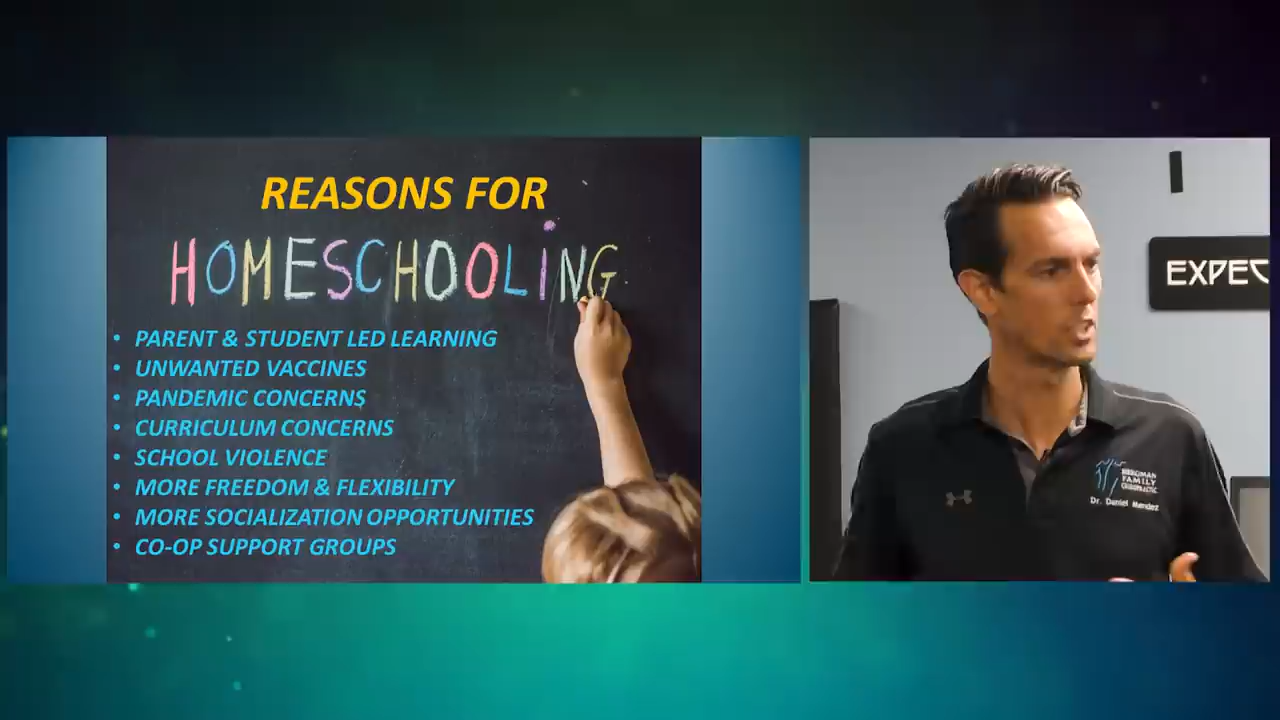 REASONS FOR
HOMESCHOOLiNG
• PARENT & STUDENT LED LEARNING
• UNWANTED VACCINES
• PANDEMIC CONCERNS
• CURRICULUM CONCERNS
• SCHOOL VIOLENCE
• MORE FREEDOM & FLEXIBILITY
• MORE SOCIALIZATION OPPORTUNITIES
• CO-OP SUPPORT GROUPS
EXPEC
FAMILY
CHIROPRACTIC
Dr. Daniel Mendez